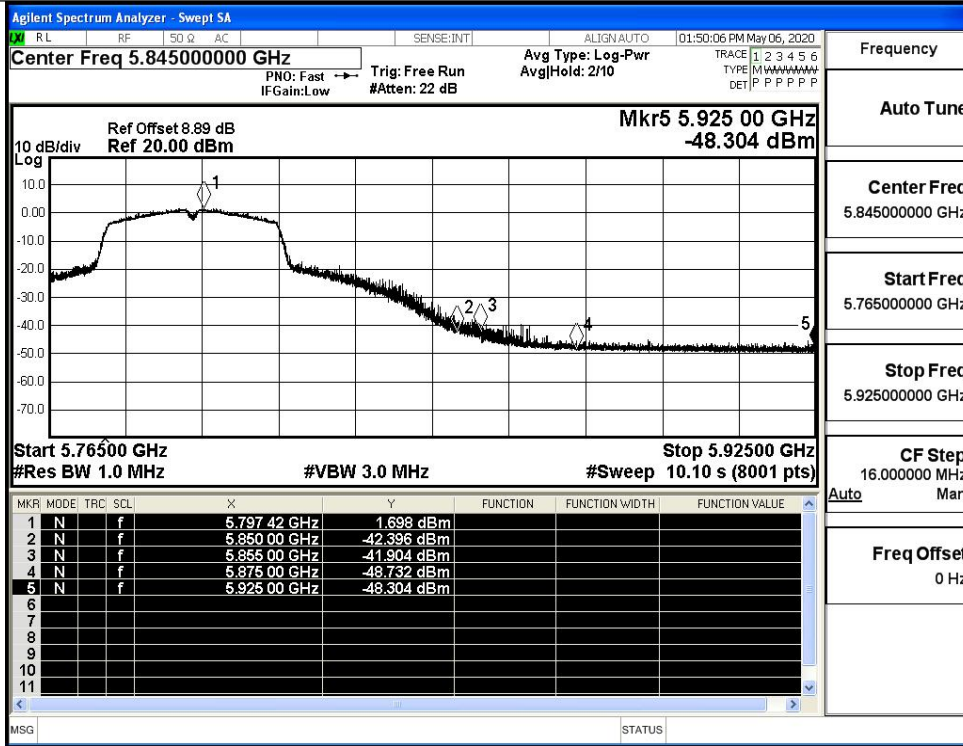 Agilent Spectrum Analyzer - Swept SA
LXI RL RF 50 Ω AC SENSE:INT ALIGN AUTO 01:50:06 PM May 06, 2020
Center Freq 5.845000000 GHz
PNO: Fast
IFGain:Low
Trig: Free Run
#Atten: 22 dB
Avg Type: Log-Pwr
Avg|Hold: 2/10
TRACE 1 2 3 4 5 6
TYPE M WWWWW
DET P P P P P P
Mkr5 5.925 00 GHz
-48.304 dBm
Ref Offset 8.89 dB
10 dB/div Ref 20.00 dBm
Log
10.0
0.00
-10.0
-20.0
-30.0
-40.0
-50.0
-60.0
-70.0
1
2
3
4
5
Start 5.76500 GHz Stop 5.92500 GHz
#Res BW 1.0 MHz #VBW 3.0 MHz #Sweep 10.10 s (8001 pts)
MKR MODE TRC SCL X Y FUNCTION FUNCTION WIDTH FUNCTION VALUE
1 N f 5.797 42 GHz 1.698 dBm
2 N f 5.850 00 GHz -42.396 dBm
3 N f 5.855 00 GHz -41.904 dBm
4 N f 5.875 00 GHz -48.732 dBm
5 N f 5.925 00 GHz -48.304 dBm
6
7
8
9
10
11
MSG STATUS
Frequency
Auto Tune
Center Freq
5.845000000 GHz
Start Freq
5.765000000 GHz
Stop Freq
5.925000000 GHz
CF Step
16.000000 MHz
Auto Man
Freq Offset
0 Hz